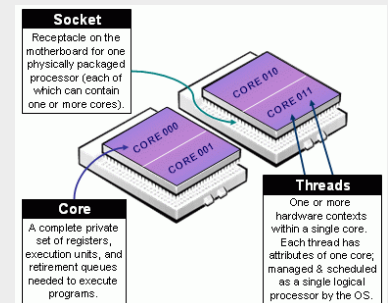 Socket
Receptacle on the
motherboard for one
physically packaged
processor (each of
which can contain
one or more cores).
CORE 010
CORE 011
CORE 000
CORE 001
Core
A complete private
set of registers,
execution units, and
retirement queues
needed to execute
programs.
Threads
One or more
hardware contexts
within a single core.
Each thread has
attributes of one core;
managed & scheduled
as a single logical
processor by the OS.